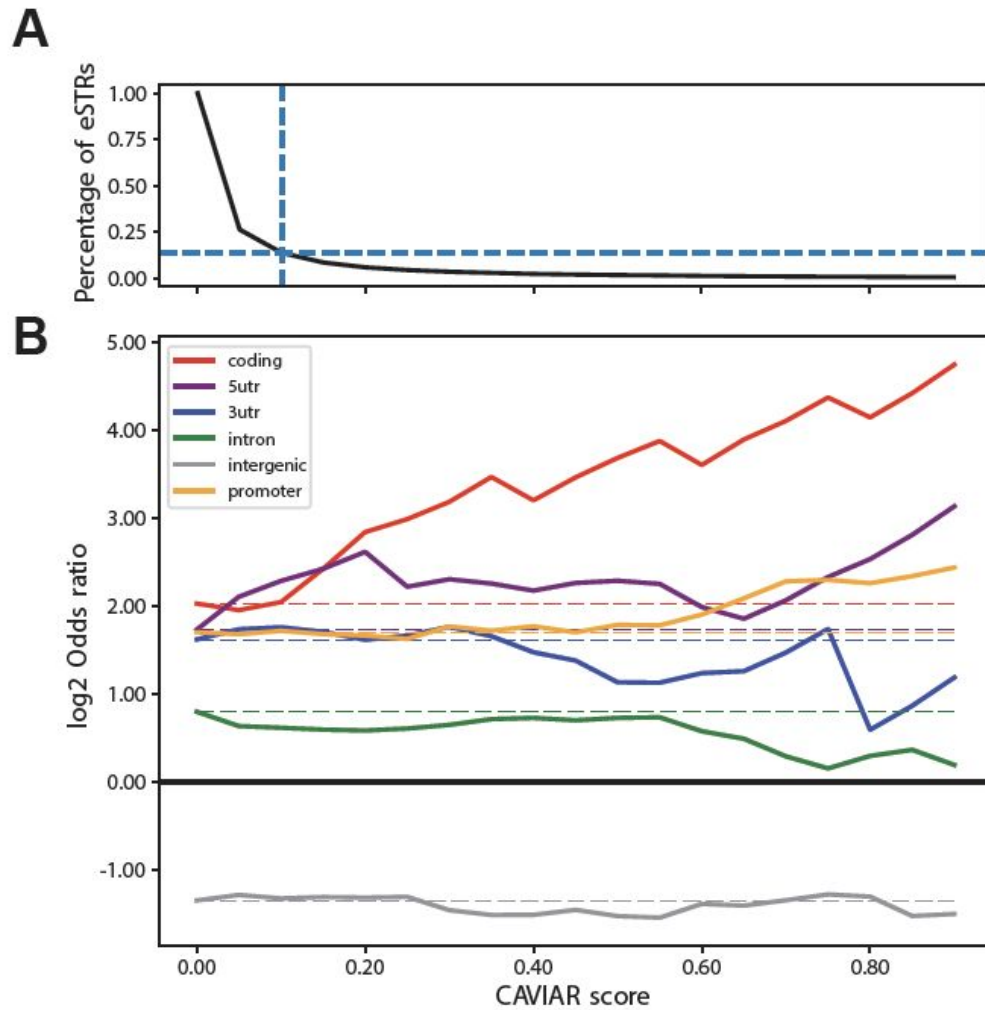 A
Percentage of eSTRs
1.00
0.75
0.50
0.25
0.00
B
log2 Odds ratio
5.00
4.00
3.00
2.00
1.00
0.00
-1.00
coding
5utr
3utr
intron
intergenic
promoter
0.00 0.20 0.40 0.60 0.80
CAVIAR score